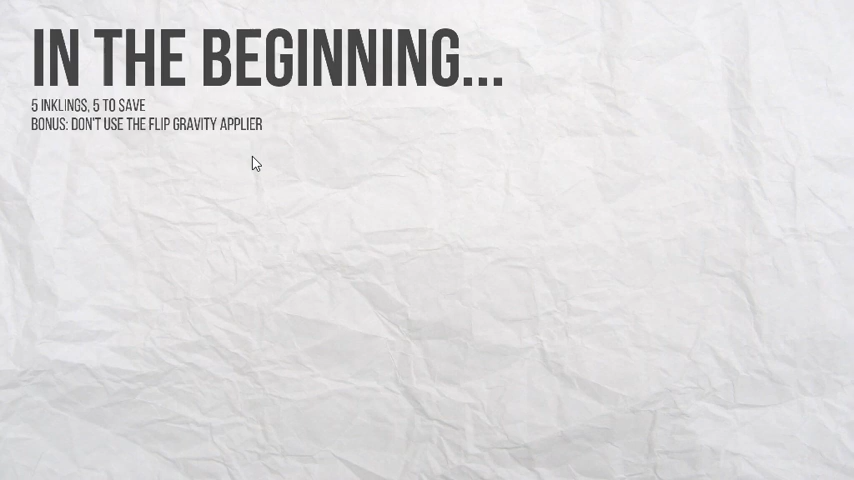 IN THE BEGINNING...
5 INKLINGS, 5 TO SAVE
BONUS: DON'T USE THE FLIP GRAVITY APPLIER